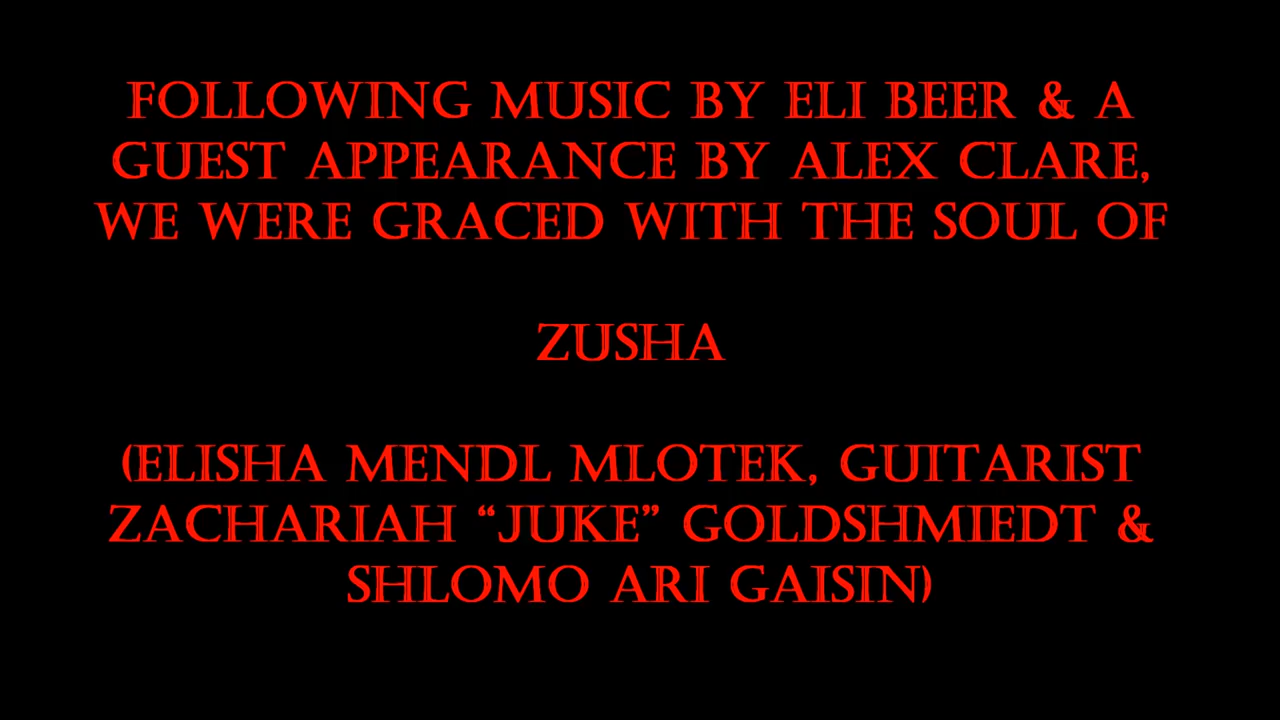 FOLLOWING MUSIC BY ELI BEER & A
GUEST APPEARANCE BY ALEX CLARE,
WE WERE GRACED WITH THE SOUL OF
ZUSHA
(ELISHA MENDL MLOTEK, GUITARIST
ZACHARIAH “JUKE” GOLDSHMIEDT &
SHLOMO ARI GAISIN)